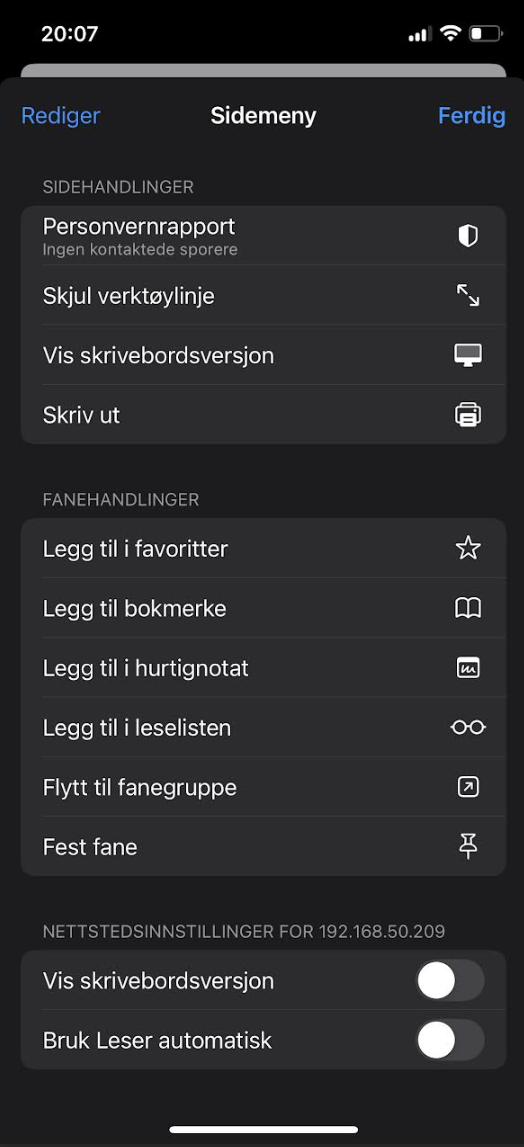 20:07
Rediger
Sidemeny
Ferdig
SIDEHANDLINGER
Personvernrapport
Ingen kontaktede sporere
Skjul verktøylinje
Vis skrivebordsversjon
Skriv ut
FANEHANDLINGER
Legg til i favoritter
Legg til bokmerke
Legg til i hurtignotat
Legg til i leselisten
Flytt til fanegruppe
Fest fane
NETTSTEDSINNSTILLINGER FOR 192.168.50.209
Vis skrivebordsversjon
Bruk Leser automatisk